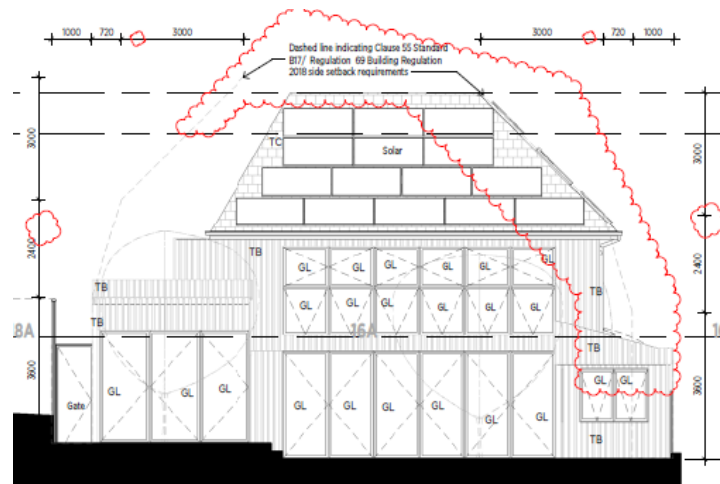 1000 720 3000 3000 720 1000
Dashed line indicating Clause 55 Standard
B17/ Regulation 69 Building Regulation
2018 side setback requirements
3000 3000
TC
Solar
2400 2400
TB
GL GL GL GL GL GL
TB TB
GL GL GL GL GL GL
TB
8A 16A 1
TB
3600 3600
GL GL
Gate GL GL GL
GL GL GL GL GL GL
TB